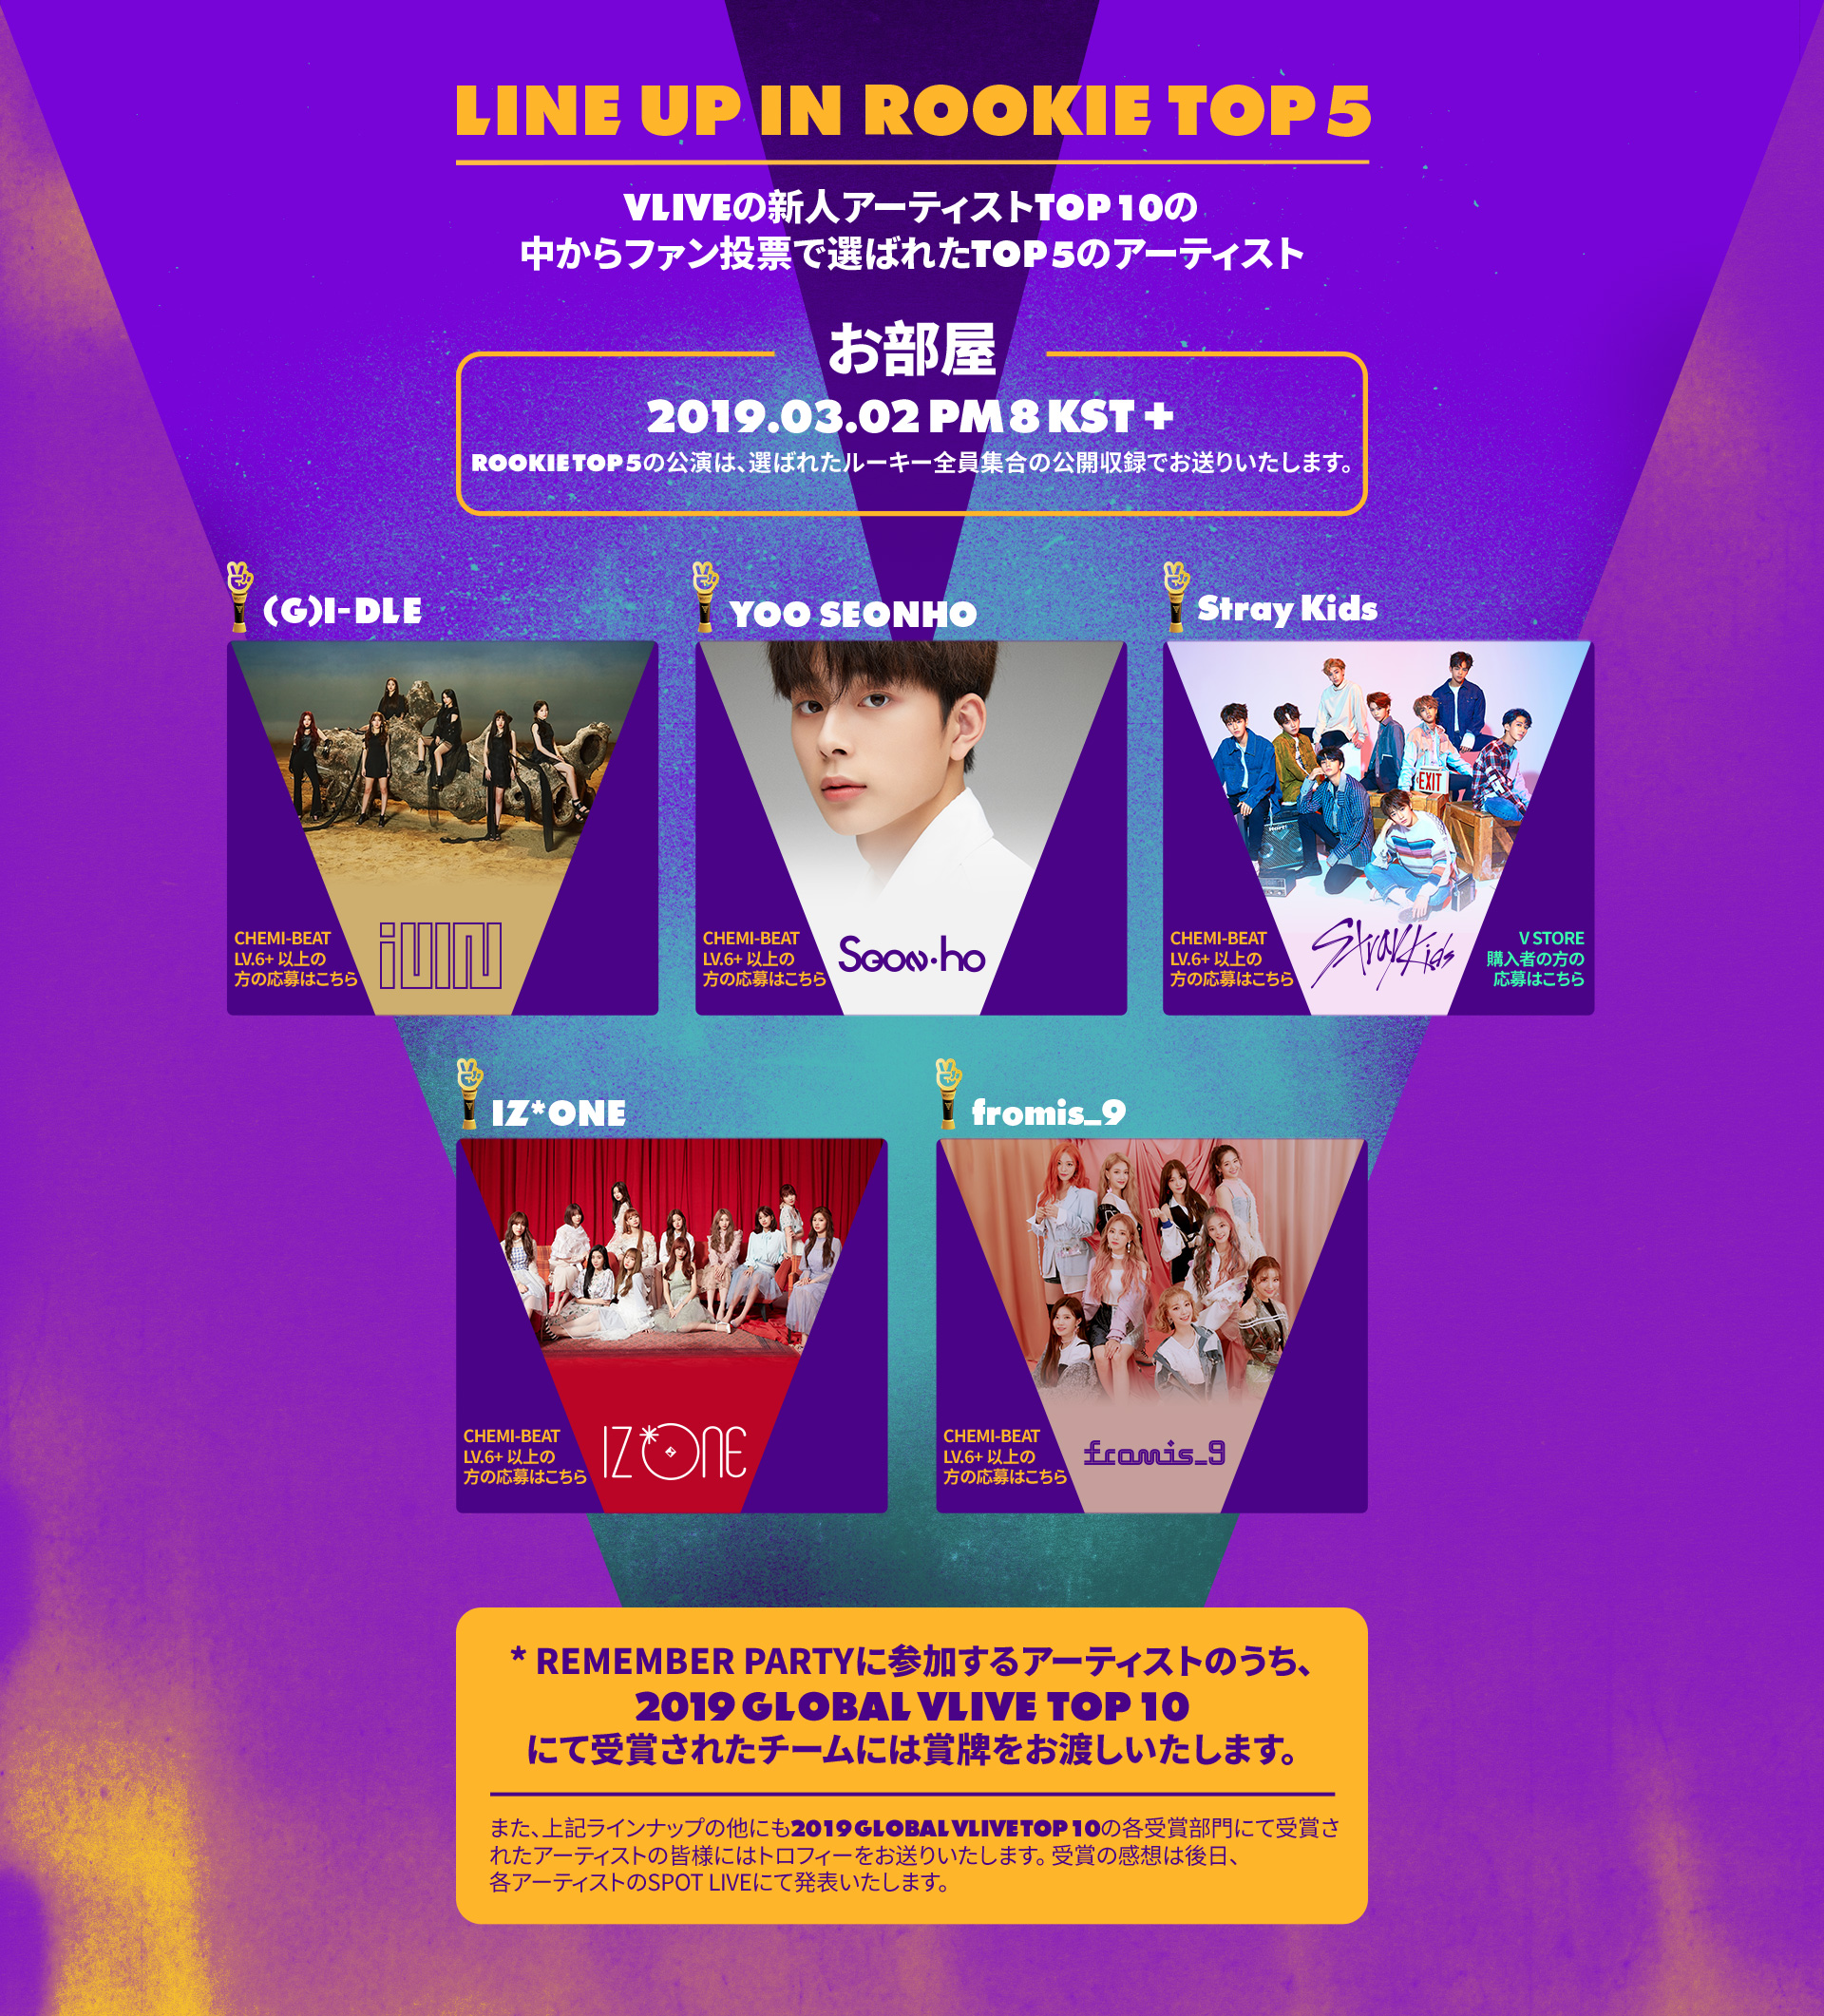 LINE UP IN ROOKIE TOP 5
VLIVEの新人アーティストTOP 10の
中からファン投票で選ばれたTOP 5のアーティスト
お部屋
2019.03.02 PM 8 KST +
ROOKIE TOP 5の公演は、選ばれたルーキー全員集合の公開収録でお送りいたします。
(G)I-DLE
YOO SEONHO
Stray Kids
EXIT
CHEMI-BEAT
LV.6+ 以上の
方の応募はこちら
CHEMI-BEAT
LV.6+ 以上の
方の応募はこちら
Seon·ho
CHEMI-BEAT
LV.6+ 以上の
方の応募はこちら
Stray Kids
V STORE
購入者の方の
応募はこちら
IZ*ONE
fromis_9
CHEMI-BEAT
LV.6+ 以上の
方の応募はこちら
IZ*ONE
CHEMI-BEAT
LV.6+ 以上の
方の応募はこちら
fromis_9
* REMEMBER PARTYに参加するアーティストのうち、
2019 GLOBAL VLIVE TOP 10
にて受賞されたチームには賞牌をお渡しいたします。
また、上記ラインナップの他にも2019 GLOBAL VLIVE TOP 10の各受賞部門にて受賞さ
れたアーティストの皆様にはトロフィーをお送りいたします。受賞の感想は後日、
各アーティストのSPOT LIVEにて発表いたします。